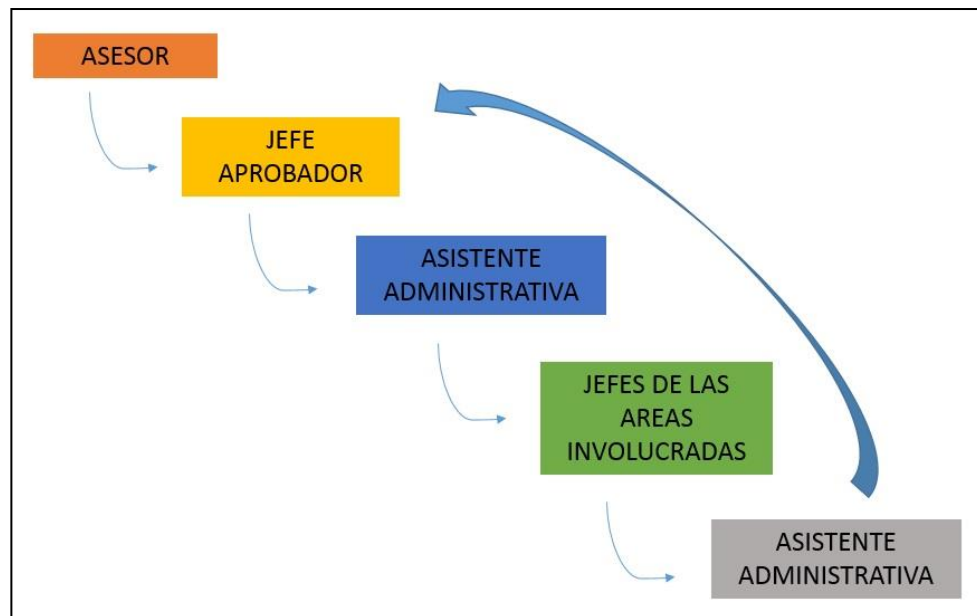 ASESOR
JEFE
APROBADOR
ASISTENTE
ADMINISTRATIVA
JEFES DE LAS
AREAS
INVOLUCRADAS
ASISTENTE
ADMINISTRATIVA